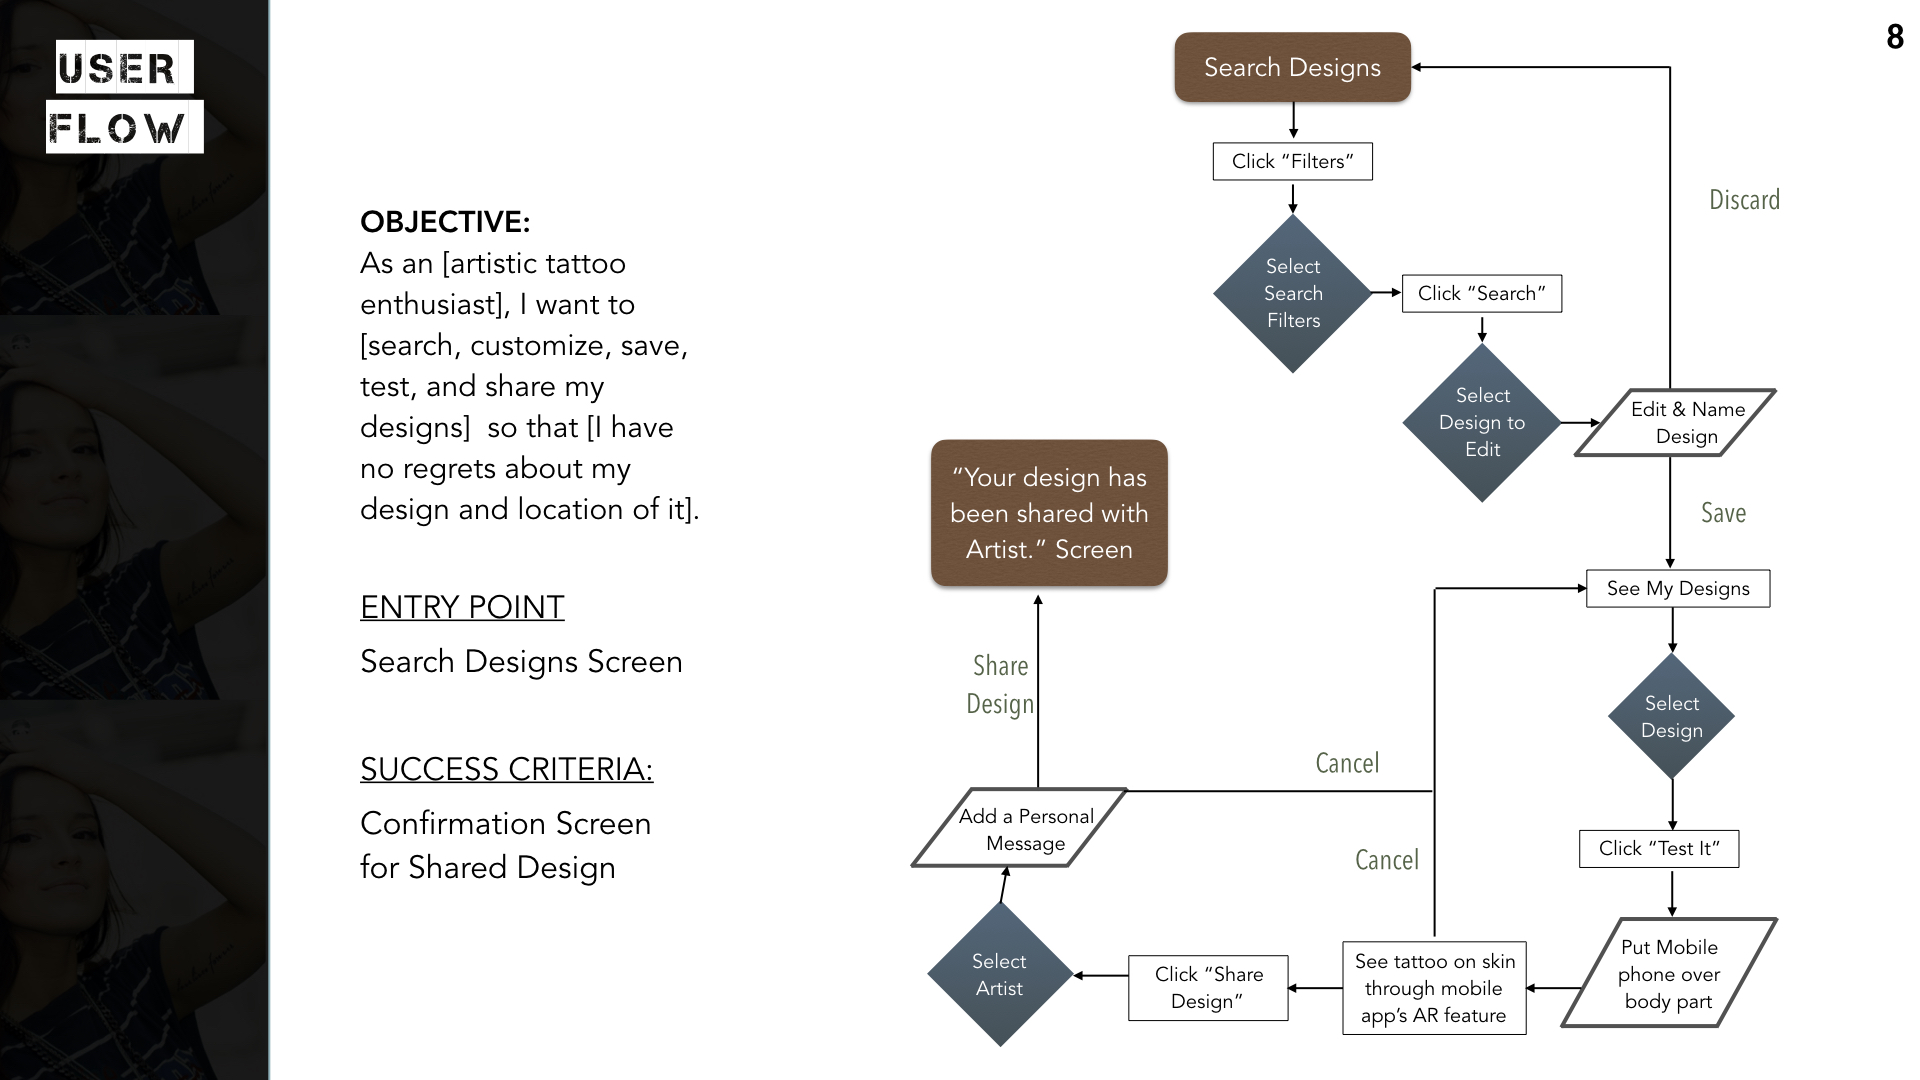 USER
FLOW
8
OBJECTIVE:
As an [artistic tattoo
enthusiast], I want to
[search, customize, save,
test, and share my
designs]  so that [I have
no regrets about my
design and location of it].
ENTRY POINT
Search Designs Screen
SUCCESS CRITERIA:
Confirmation Screen
for Shared Design
Search Designs
Click “Filters”
Select
Search
Filters
Click “Search”
Select
Design to
Edit
Edit & Name
Design
Discard
Save
See My Designs
Select
Design
Click “Test It”
Put Mobile
phone over
body part
See tattoo on skin
through mobile
app’s AR feature
Cancel
Click “Share
Design”
Select
Artist
Add a Personal
Message
Cancel
Share
Design
“Your design has
been shared with
Artist.” Screen